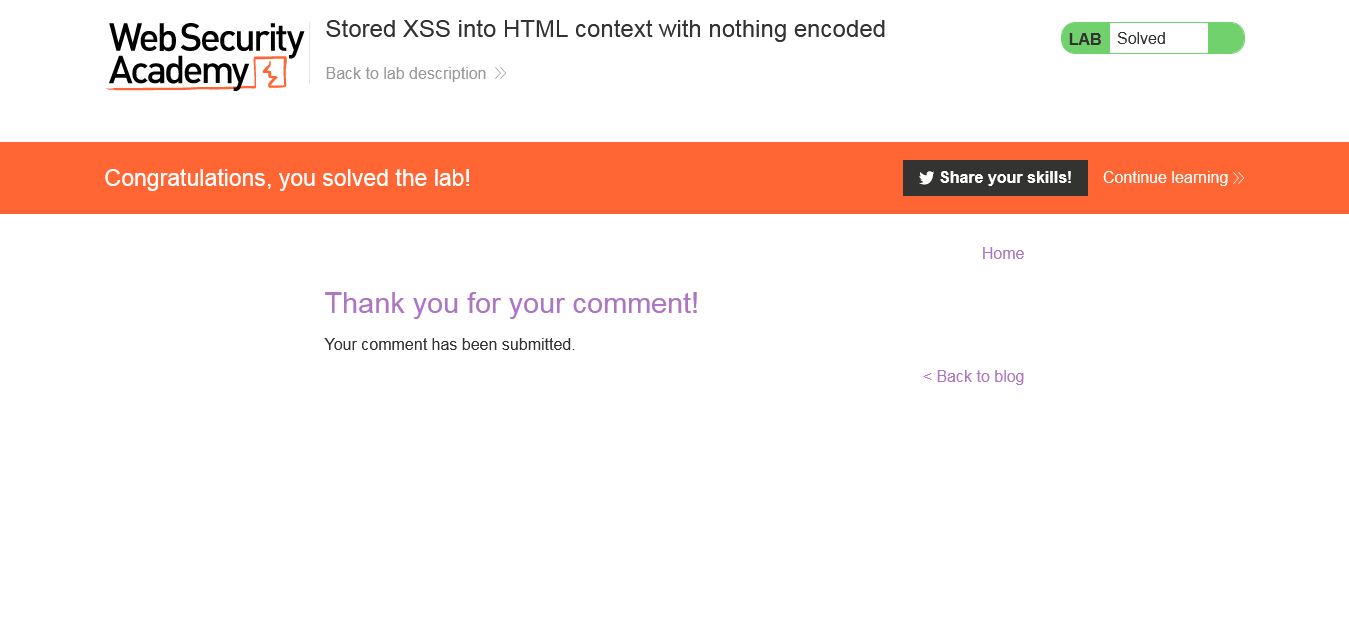 Web Security
Academy
Stored XSS into HTML context with nothing encoded
Back to lab description
LAB Solved
Congratulations, you solved the lab!
Share your skills!
Continue learning
Home
Thank you for your comment!
Your comment has been submitted.
< Back to blog